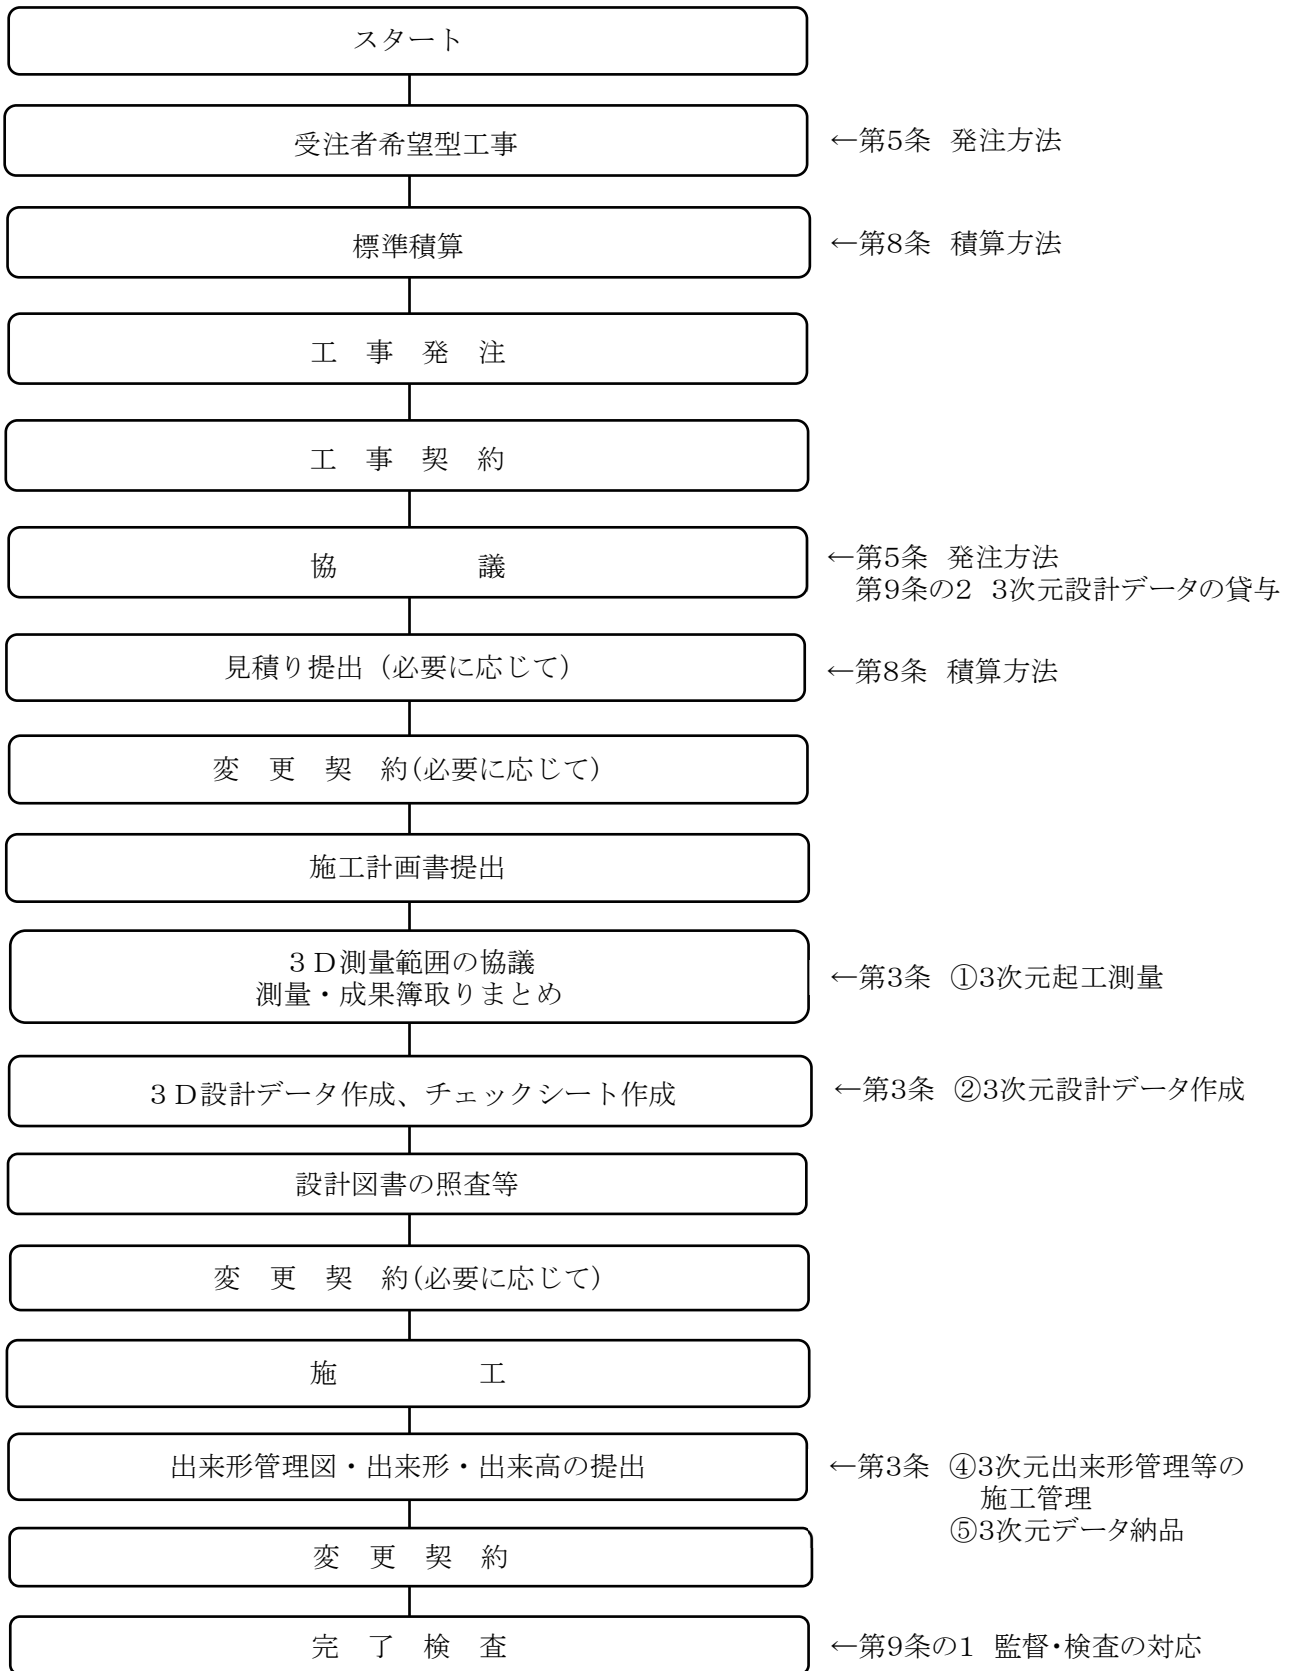 スタート
受注者希望型工事
←第5条　発注方法
標準積算
←第8条　積算方法
工　事　発　注
工　事　契　約
協　　　　　議
←第5条　発注方法
第9条の2　3次元設計データの貸与
見積り提出（必要に応じて）
←第8条　積算方法
変　更　契　約(必要に応じて)
施工計画書提出
３Ｄ測量範囲の協議
測量・成果簿取りまとめ
←第3条　①3次元起工測量
３Ｄ設計データ作成、チェックシート作成
←第3条　②3次元設計データ作成
設計図書の照査等
変　更　契　約(必要に応じて)
施　　　　　工
出来形管理図・出来形・出来高の提出
←第3条　④3次元出来形管理等の
施工管理
⑤3次元データ納品
変　更　契　約
完　了　検　査
←第9条の1　監督・検査の対応